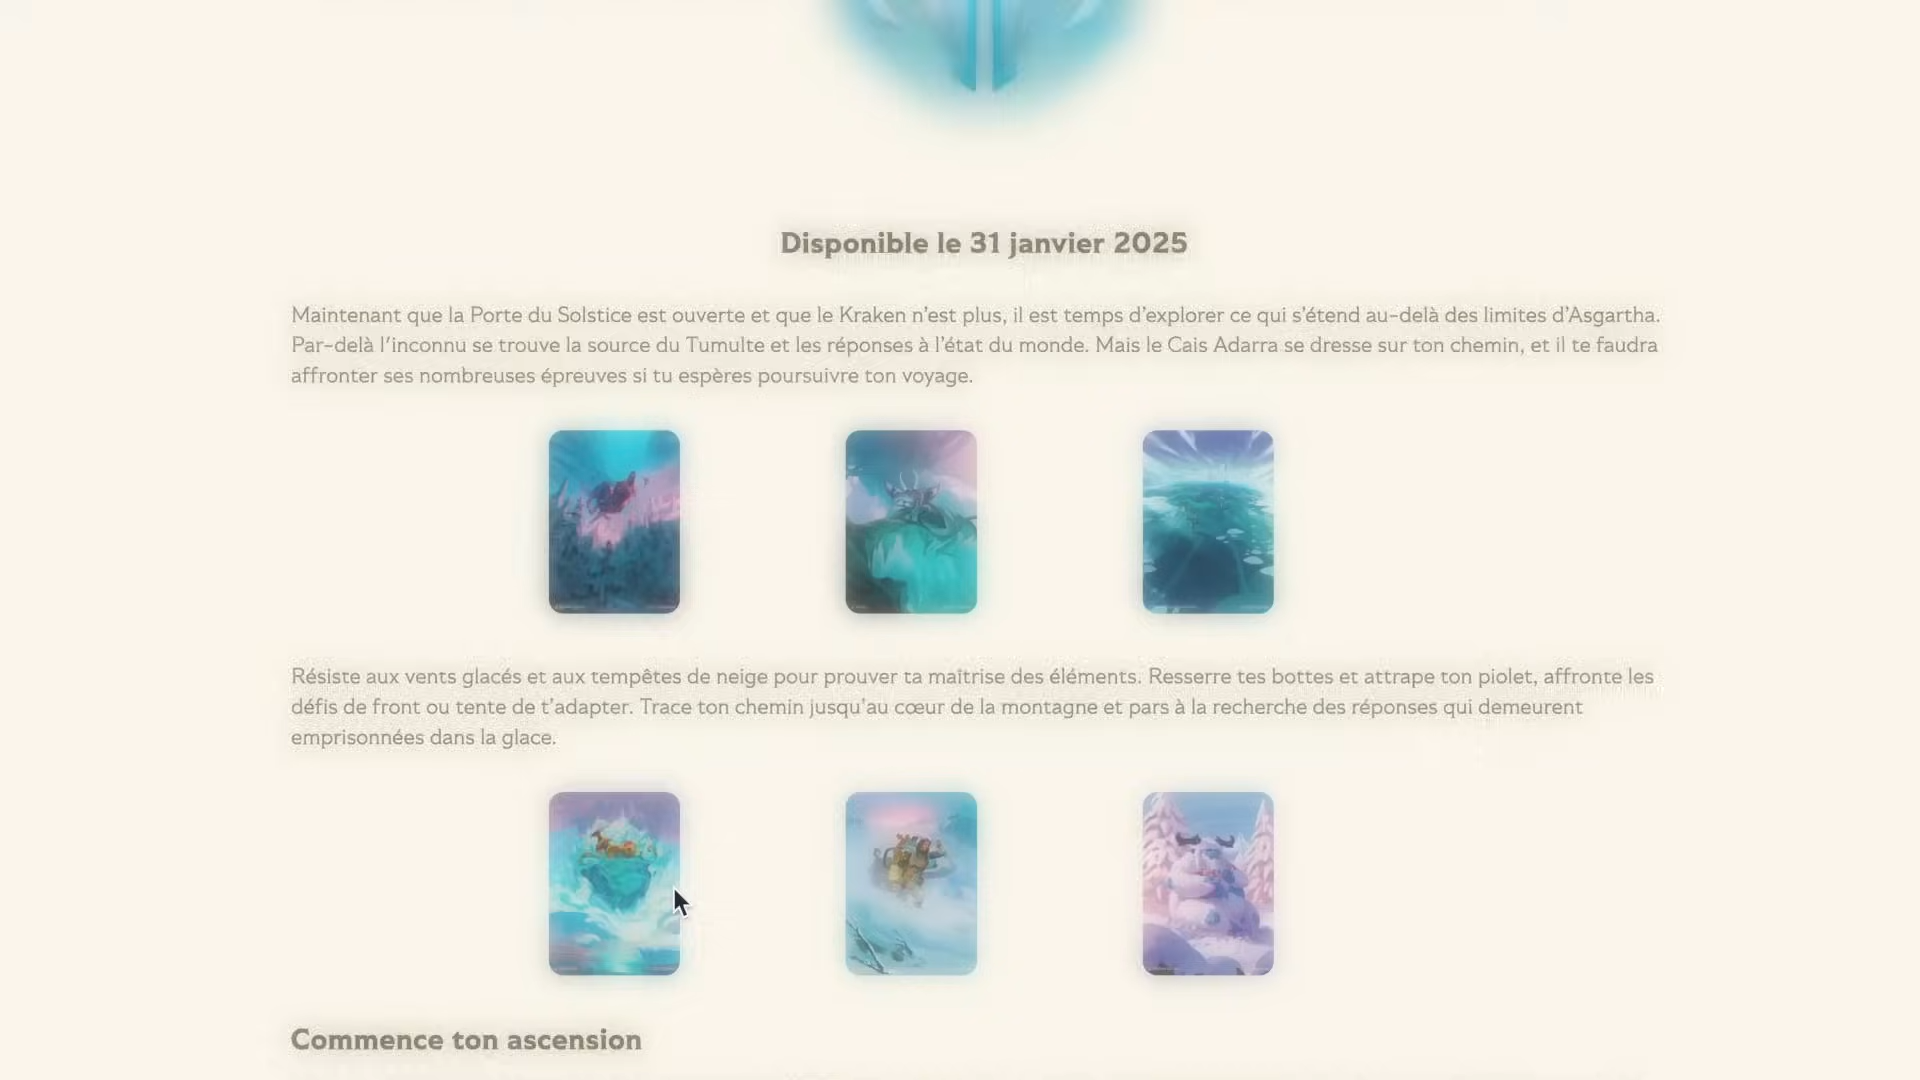 Disponible le 31 janvier 2025
Maintenant que la Porte du Solstice est ouverte et que le Kraken n'est plus, il est temps d'explorer ce qui s'étend au-delà des limites d'Asgartha.
Par-delà l'inconnu se trouve la source du Tumulte et les réponses à l'état du monde. Mais le Cais Adarra se dresse sur ton chemin, et il te faudra
affronter ses nombreuses épreuves si tu espères poursuivre ton voyage.
Résiste aux vents glacés et aux tempêtes de neige pour prouver ta maîtrise des éléments. Resserre tes bottes et attrape ton piolet, affronte les
défis de front ou tente de t'adapter. Trace ton chemin jusqu'au cœur de la montagne et pars à la recherche des réponses qui demeurent
emprisonnées dans la glace.
Commence ton ascension